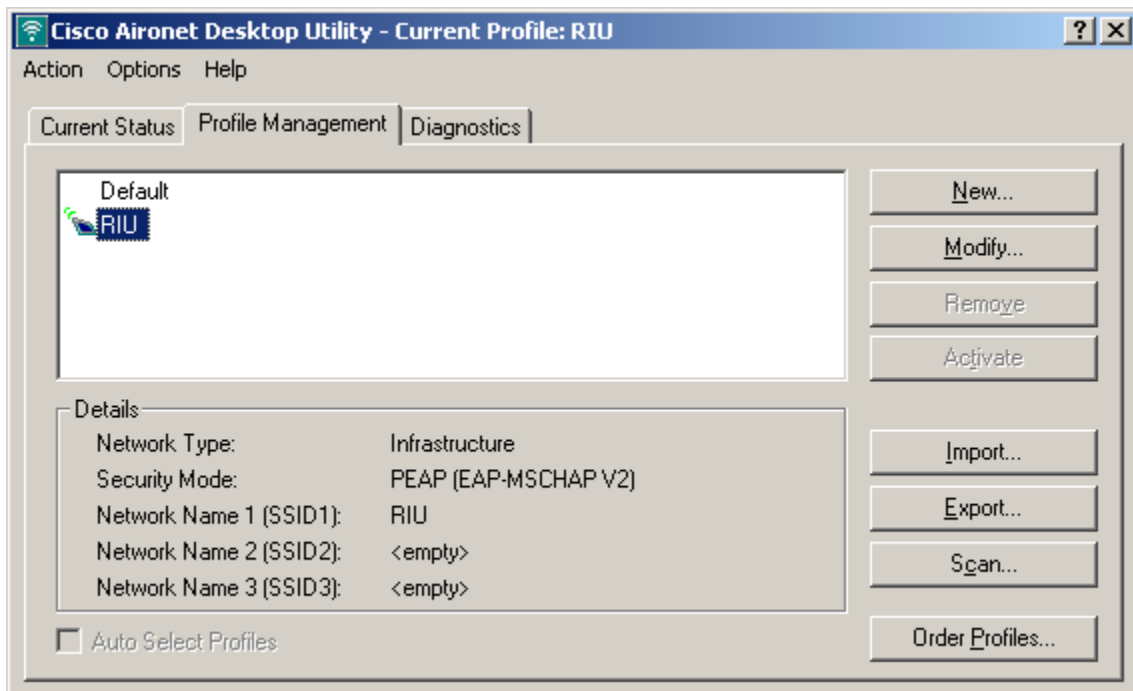 Cisco Aironet Desktop Utility - Current Profile: RIU
Action Options Help
Current Status Profile Management Diagnostics
Default
RIU
New...
Modify...
Remove
Activate
Details
Network Type: Infrastructure
Security Mode: PEAP (EAP-MSCHAP V2)
Network Name 1 (SSID1): RIU
Network Name 2 (SSID2): <empty>
Network Name 3 (SSID3): <empty>
Import...
Export...
Scan...
Auto Select Profiles
Order Profiles...